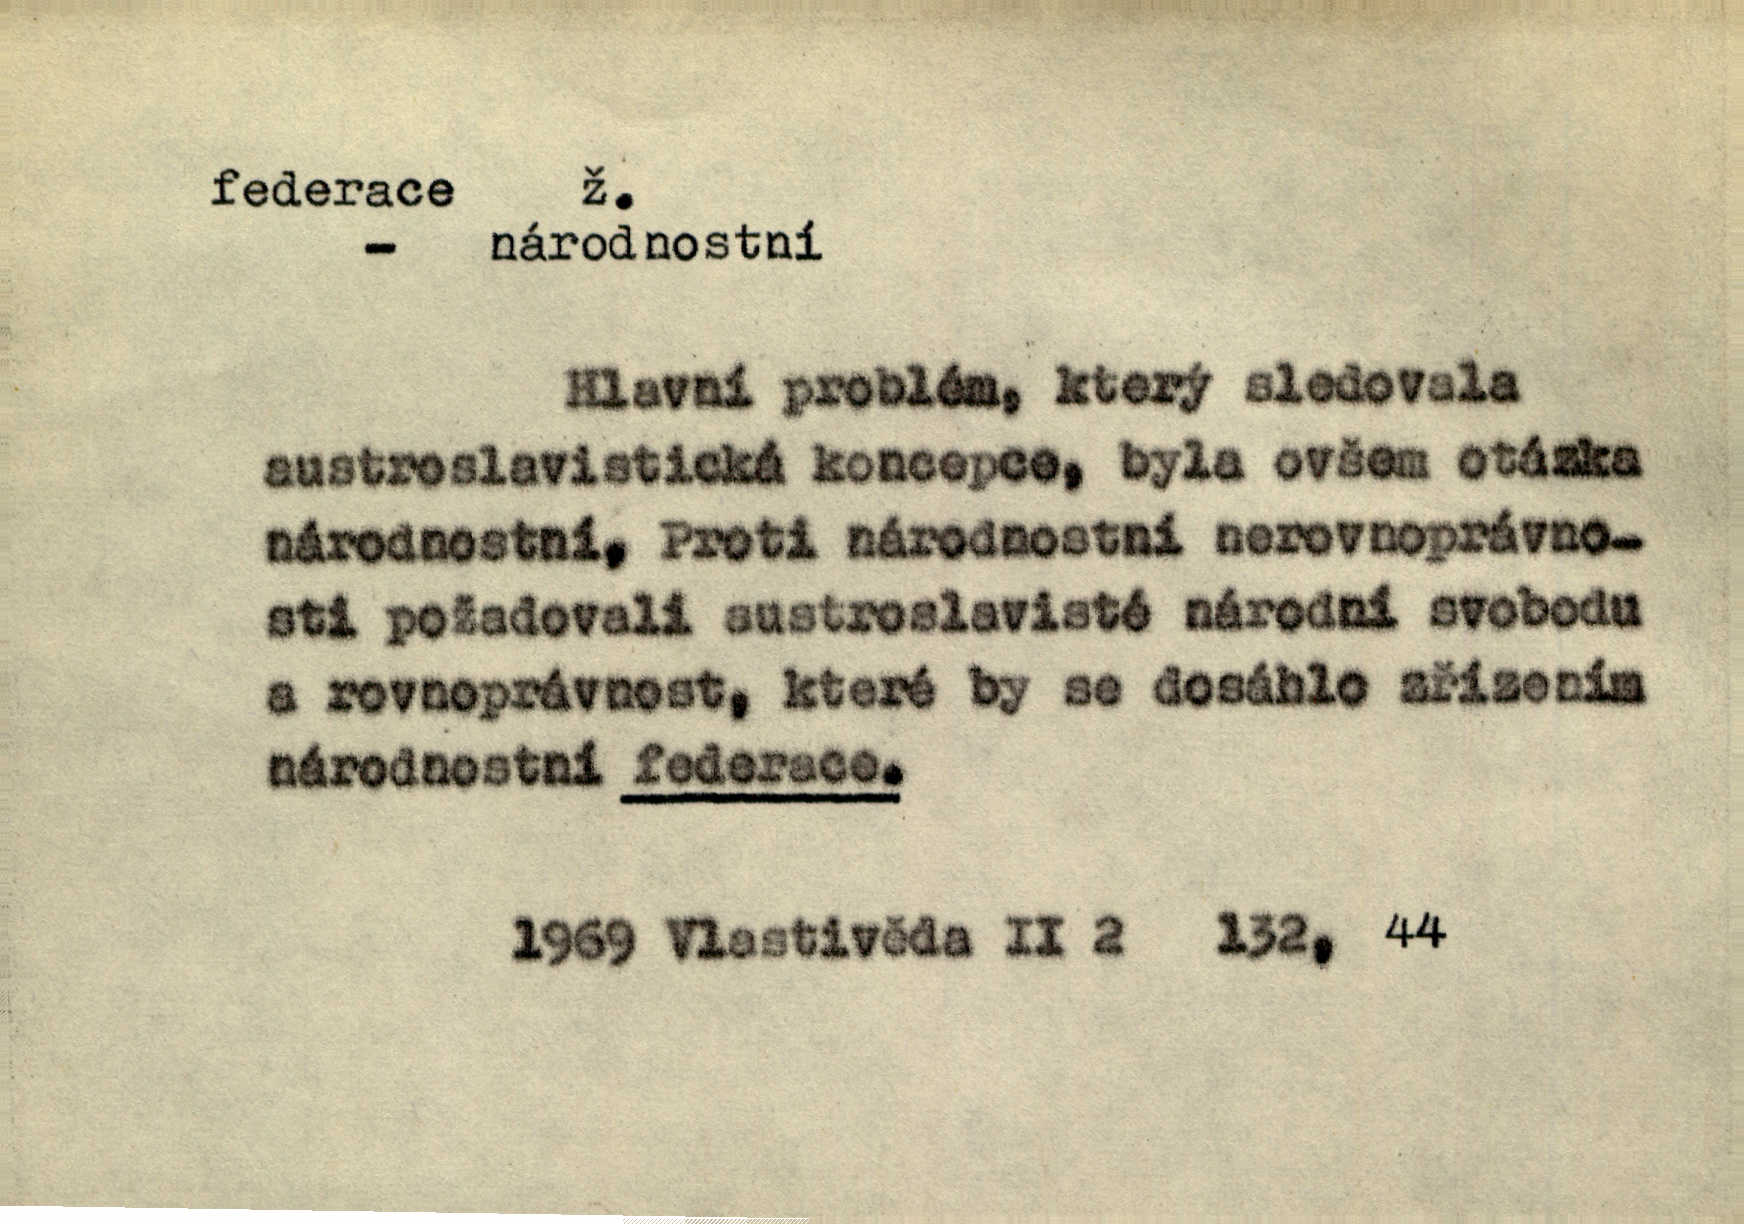 federace ž.
- národnostní
Hlavní problém, který sledovala
austroslavistická koncepce, byla ovšem otázka
národnostní. Proti národnostní nerovnoprávno-
sti požadovali austroslavisté národní svobodu
a rovnoprávnost, které by se dosáhlo zřízením
národnostní federace.
1969 Vlastivěda II 2 132, 44